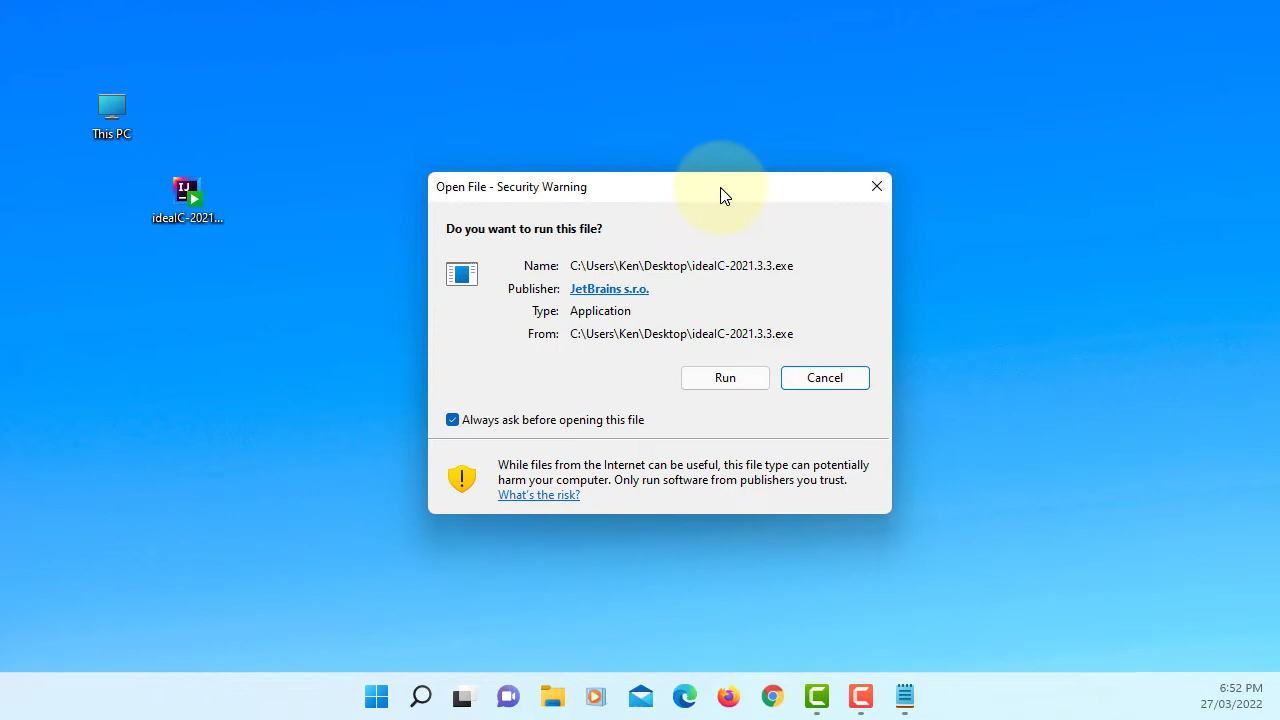 This PC
IJ
ideaIC-2021...
Open File - Security Warning
Do you want to run this file?
Name: C:\Users\Ken\Desktop\ideaIC-2021.3.3.exe
Publisher: JetBrains s.r.o.
Type: Application
From: C:\Users\Ken\Desktop\ideaIC-2021.3.3.exe
Run Cancel
Always ask before opening this file
While files from the Internet can be useful, this file type can potentially
harm your computer. Only run software from publishers you trust.
What's the risk?
6:52 PM
27/03/2022